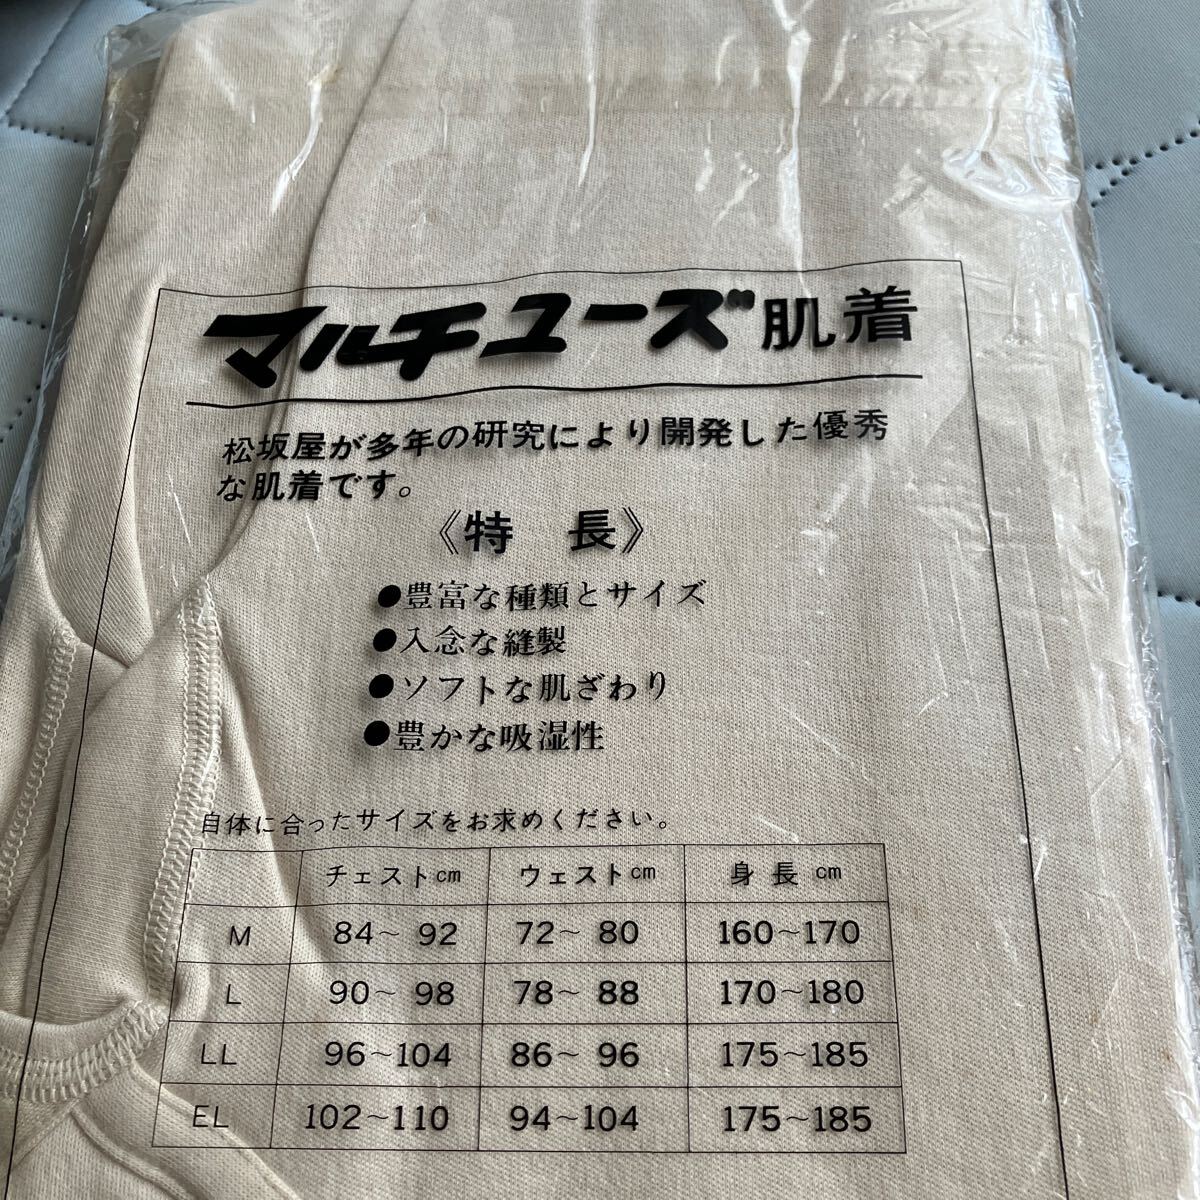 マルチユーズ肌着
松坂屋が多年の研究により開発した優秀
な肌着です。
《特 長》
●豊富な種類とサイズ
●入念な縫製
●ソフトな肌ざわり
●豊かな吸湿性
自体に合ったサイズをお求めください。
チェストcm ウェストcm 身長cm
M 84～92 72～80 160～170
L 90～98 78～88 170～180
LL 96～104 86～96 175～185
EL 102～110 94～104 175～185